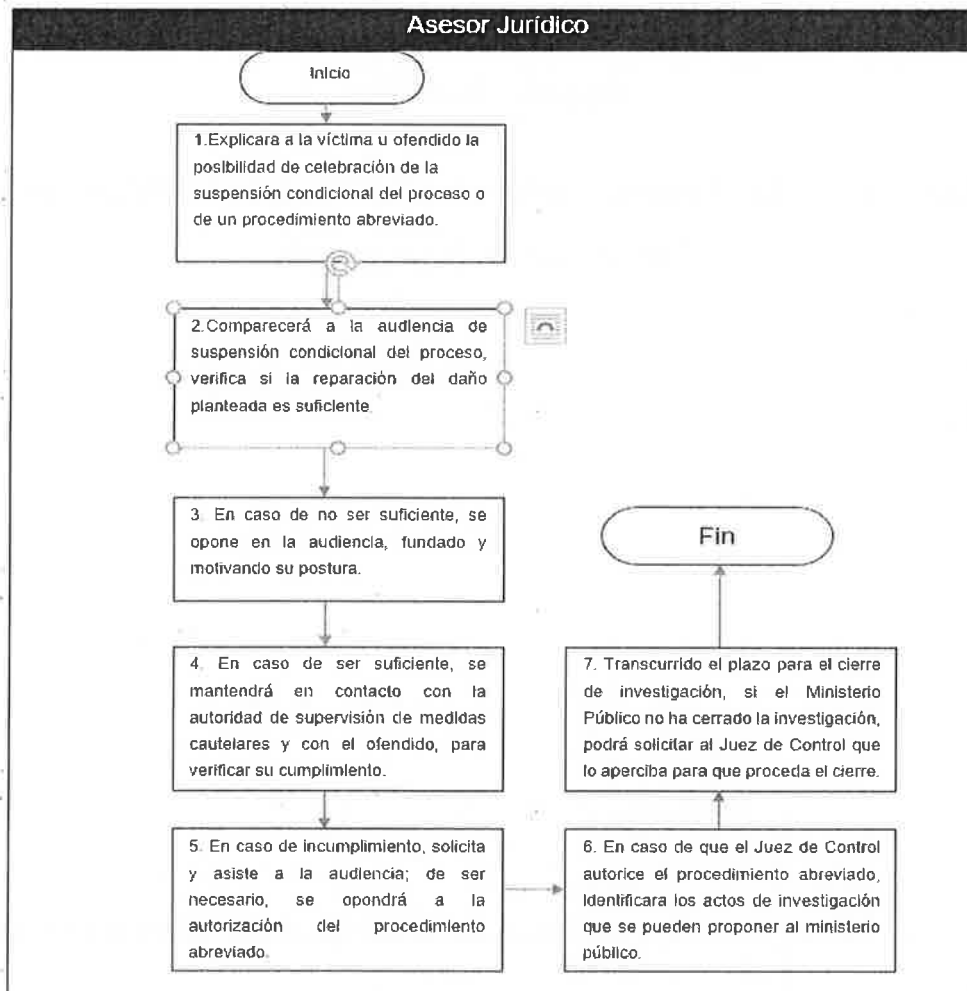 Asesor Jurídico
Inicio
1.Explicara a la víctima u ofendido la
posibilidad de celebración de la
suspensión condicional del proceso o
de un procedimiento abreviado.
2.Comparecerá a la audiencia de
suspensión condicional del proceso,
verifica si la reparación del daño
planteada es suficiente.
3. En caso de no ser suficiente, se
opone en la audiencia, fundado y
motivando su postura.
4. En caso de ser suficiente, se
mantendrá en contacto con la
autoridad de supervisión de medidas
cautelares y con el ofendido, para
verificar su cumplimiento.
5. En caso de incumplimiento, solicita
y asiste a la audiencia; de ser
necesario, se opondrá a la
autorización del procedimiento
abreviado.
6. En caso de que el Juez de Control
autorice el procedimiento abreviado,
Identificara los actos de investigación
que se pueden proponer al ministerio
público.
7. Transcurrido el plazo para el cierre
de investigación, si el Ministerio
Público no ha cerrado la investigación,
podrá solicitar al Juez de Control que
lo aperciba para que proceda el cierre.
Fin